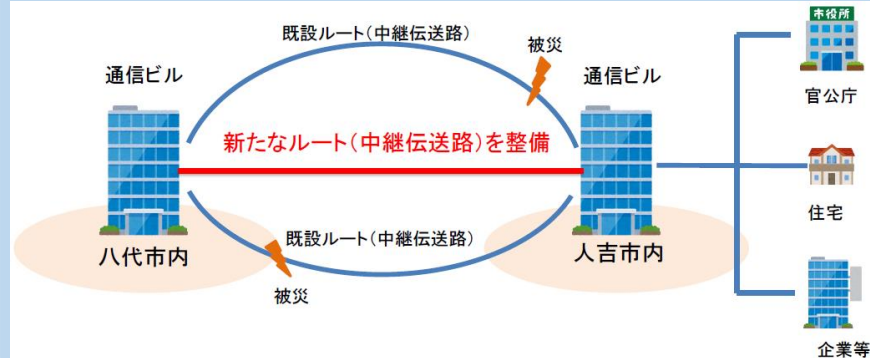 既設ルート(中継伝送路)
被災
通信ビル
通信ビル
市役所
官公庁
新たなルート(中継伝送路)を整備
住宅
既設ルート(中継伝送路)
八代市内
人吉市内
被災
企業等